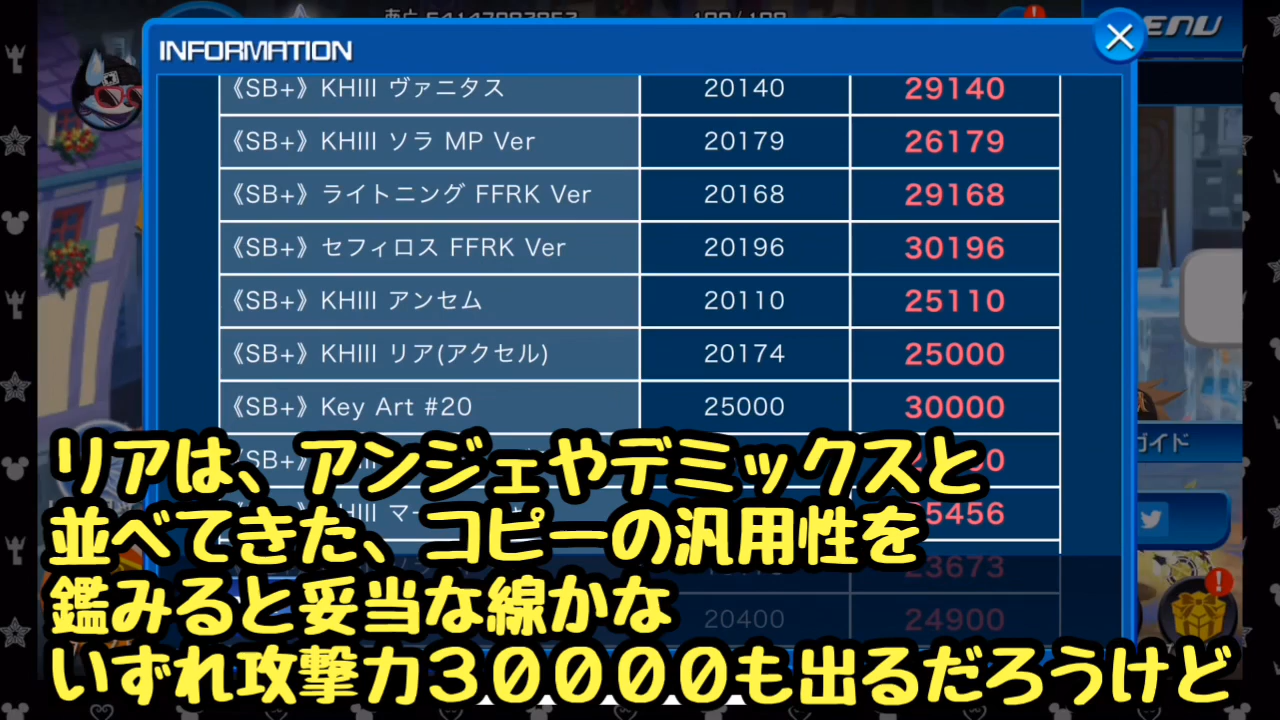 INFORMATION
《SB+》KHIII ヴァニタス 20140 29140
《SB+》KHIII ソラ MP Ver 20179 26179
《SB+》ライトニング FFRK Ver 20168 29168
《SB+》セフィロス FFRK Ver 20196 30196
《SB+》KHIII アンセム 20110 25110
《SB+》KHIII リア(アクセル) 20174 25000
《SB+》Key Art #20 25000 30000
23673
20400 24900
ガイド
リアは、アンジェやデミックスと
並べてきた、コピーの汎用性を
鑑みると妥当な線かな
いずれ攻撃力30000も出るだろうけど